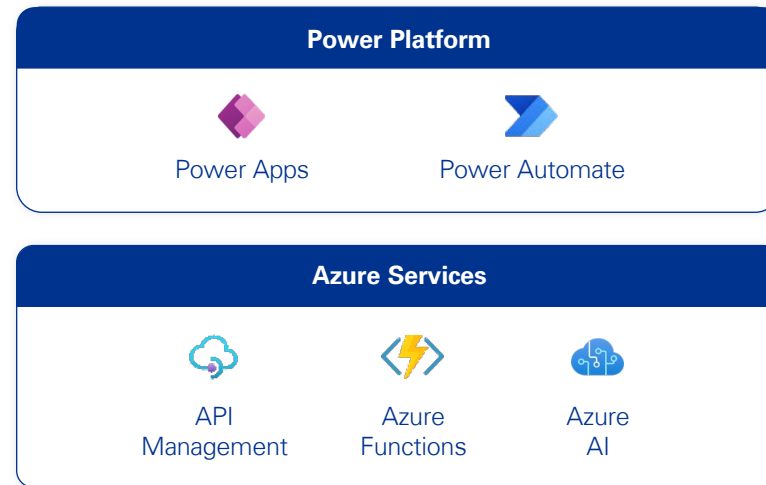 Power Platform
Power Apps
Power Automate
Azure Services
API
Management
Azure
Functions
Azure
AI